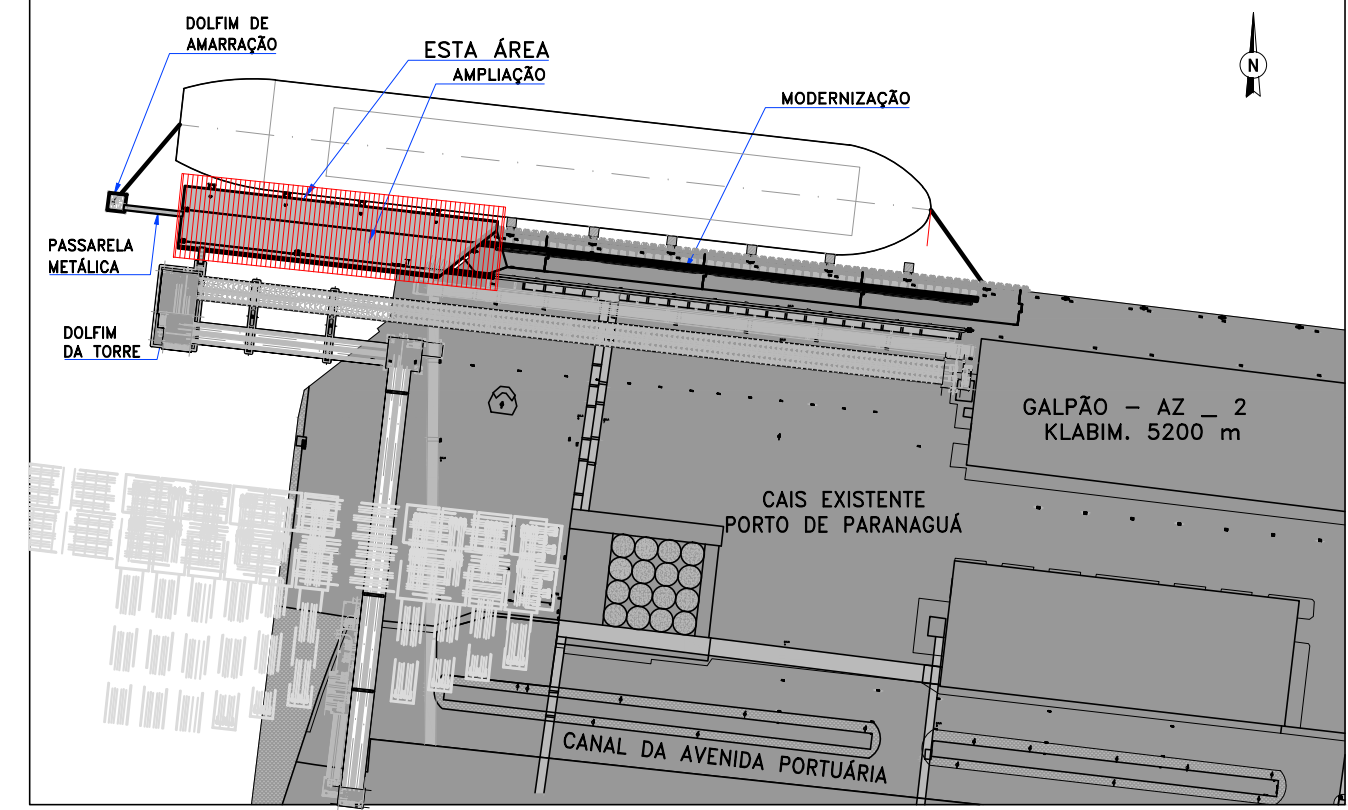 DOLFIM DE
AMARRAÇÃO
ESTA ÁREA
AMPLIAÇÃO
MODERNIZAÇÃO
N
PASSARELA
METÁLICA
DOLFIM
DA TORRE
GALPÃO - AZ _ 2
KLABIM. 5200 m
CAIS EXISTENTE
PORTO DE PARANAGUÁ
CANAL DA AVENIDA PORTUÁRIA